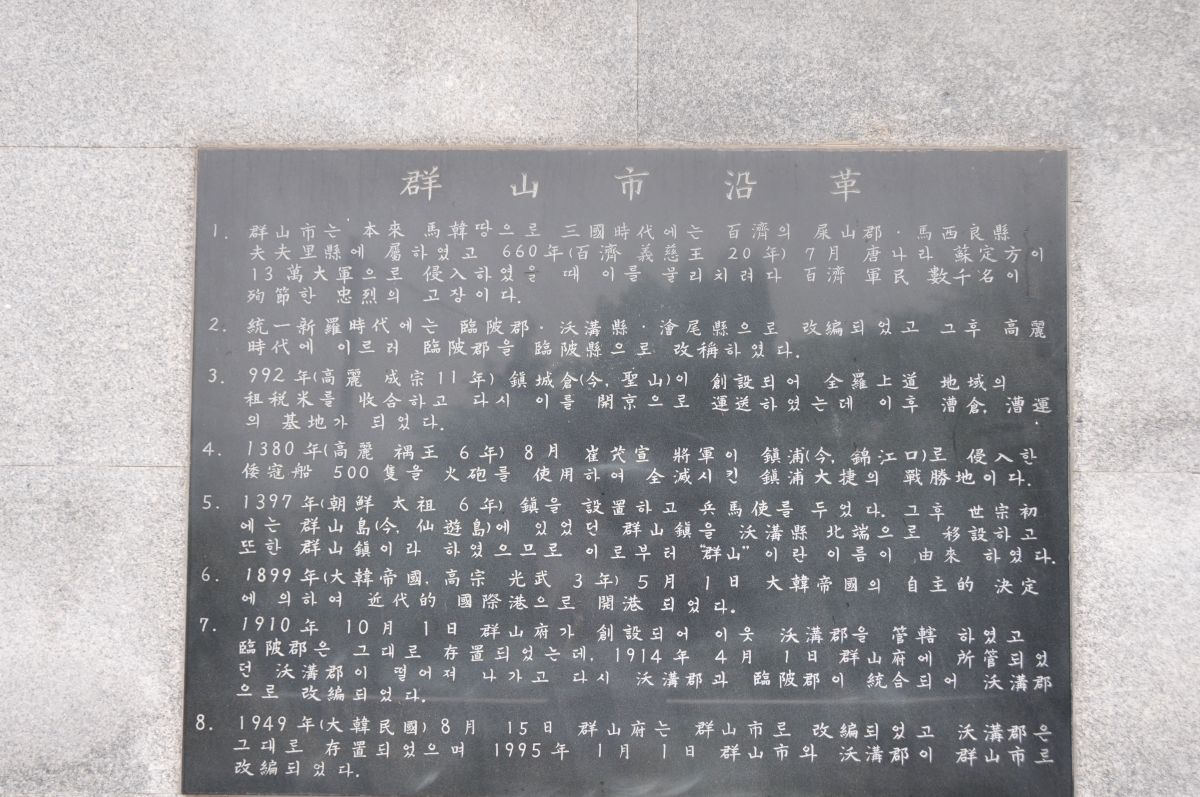 群山市沿革
1. 群山市는 本來 馬韓땅으로 三國時代에는 百濟의 屎山郡·馬西良縣
夫夫里縣에 屬하였고 660年(百濟 義慈王 20年) 7月 唐나라 蘇定方이
13萬大軍으로 侵入하였을 때 이를 물리치려다 百濟 軍民 數千名이
殉節한 忠烈의 고장이다.
2. 統一新羅時代에는 臨陂郡·沃溝縣·澮尾縣으로 改編되었고 그후 高麗
時代에 이르러 臨陂郡을 臨陂縣으로 改稱하였다.
3. 992年(高麗 成宗11年) 鎭城倉(今, 聖山)이 創設되어 全羅上道 地域의
租稅米를 收合하고 다시 이를 開京으로 運送하였는데 이후 漕倉, 漕運
의 基地가 되었다.
4. 1380年(高麗 禑王 6年) 8月 崔茂宣 將軍이 鎭浦(今, 錦江口)로 侵入한
倭寇船 500隻을 火砲를 使用하여 全滅시킨 鎭浦大捷의 戰勝地이다.
5. 1397年(朝鮮 太祖 6年) 鎭을 設置하고 兵馬使를 두었다. 그후 世宗初
에는 群山島(今, 仙遊島)에 있었던 群山鎭을 沃溝縣 北端으로 移設하고
또한 群山鎭이라 하였으므로 이로부터 "群山"이란 이름이 由來 하였다.
6. 1899年(大韓帝國, 高宗 光武 3年) 5月 1日 大韓帝國의 自主的 決定
에 의하여 近代的 國際港으로 開港 되었다.
7. 1910年 10月 1日 群山府가 創設되어 이웃 沃溝郡을 管轄 하였고
臨陂郡은 그대로 存置되었는데, 1914年 4月 1日 群山府에 所管되었
던 沃溝郡이 떨어져 나가고 다시 沃溝郡과 臨陂郡이 統合되어 沃溝郡
으로 改編되었다.
8. 1949年(大韓民國) 8月 15日 群山府는 群山市로 改編되었고 沃溝郡은
그대로 存置되었으며 1995年 1月 1日 群山市와 沃溝郡이 群山市로
改編되었다.